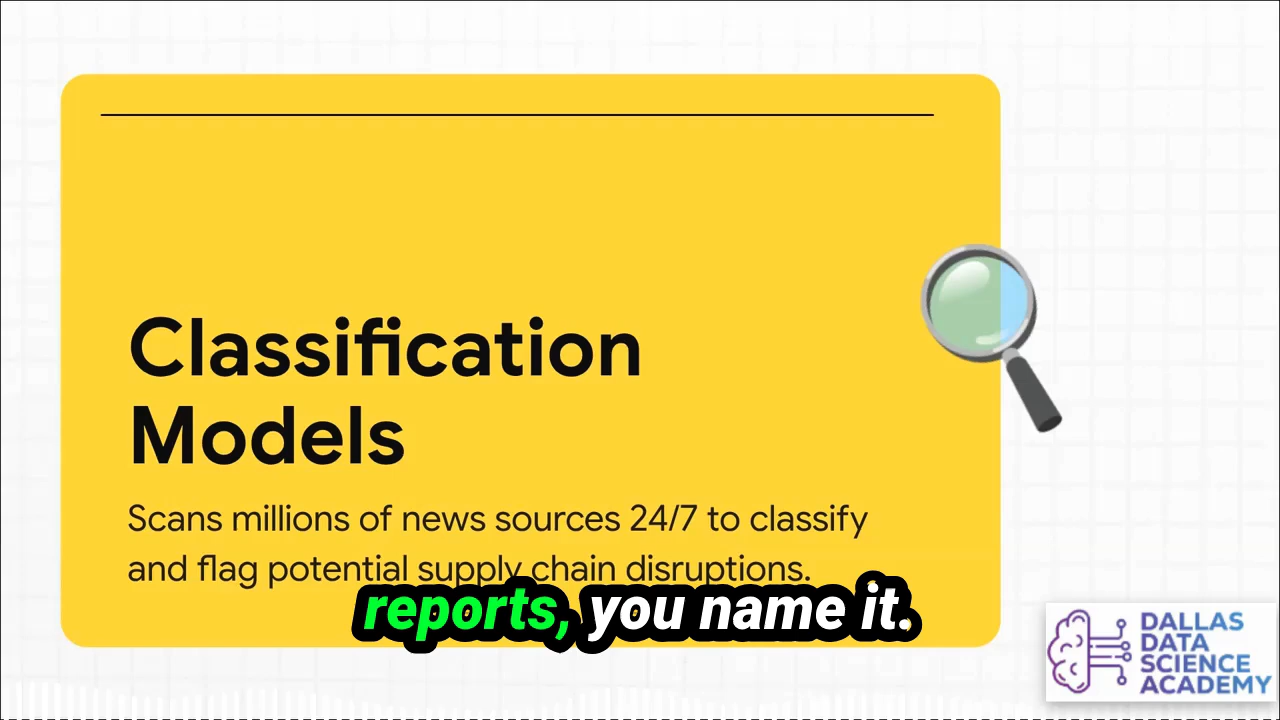 Classification
Models
Scans millions of news sources 24/7 to classify
and flag potential supply chain disruptions.
reports, you name it.
DALLAS
DATA
SCIENCE
ACADEMY